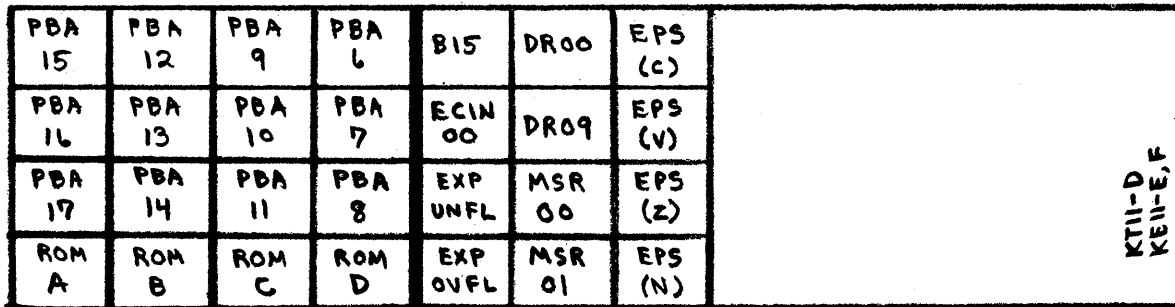 PBA PBA PBA PBA B15 DR00 EPS
15 12 9 6 (C)
PBA PBA PBA PBA ECIN DR09 EPS
16 13 10 7 00 (V)
PBA PBA PBA PBA EXP MSR EPS
17 14 11 8 UNFL 00 (Z)
ROM ROM ROM ROM EXP MSR EPS
A B C D OVFL 01 (N)
KT11-D
KE11-E,F